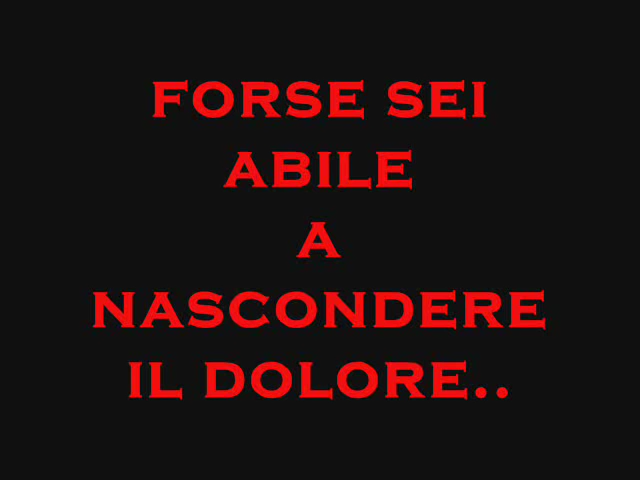 FORSE SEI
ABILE
A
NASCONDERE
IL DOLORE..